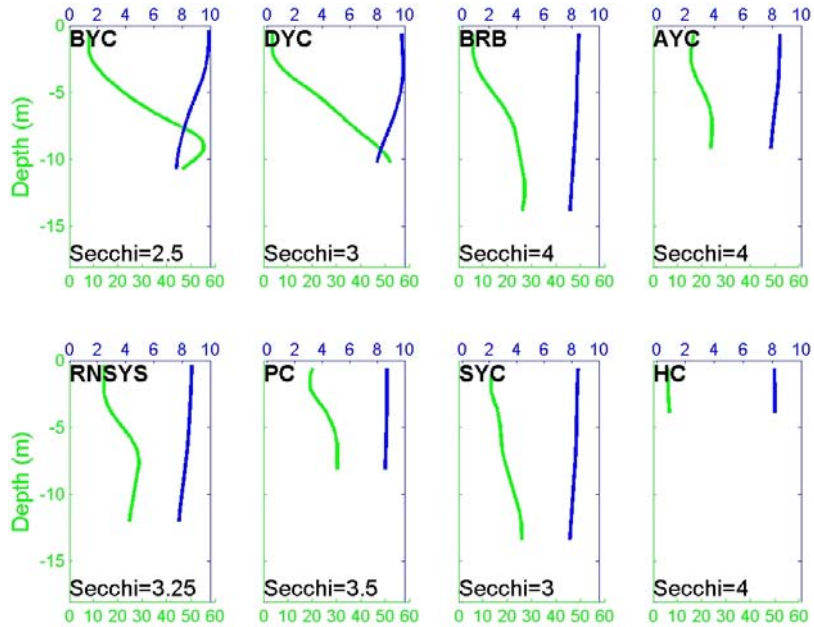 0 2 4 6 8 10 0 2 4 6 8 10 0 2 4 6 8 10 0 2 4 6 8 10
0 BYC DYC BRB AYC
-5
Depth (m)
-10
-15
Secchi=2.5 Secchi=3 Secchi=4 Secchi=4
0 10 20 30 40 50 60 0 10 20 30 40 50 60 0 10 20 30 40 50 60 0 10 20 30 40 50 60
0 2 4 6 8 10 0 2 4 6 8 10 0 2 4 6 8 10 0 2 4 6 8 10
0 RNSYS PC SYC HC
-5
Depth (m)
-10
-15
Secchi=3.25 Secchi=3.5 Secchi=3 Secchi=4
0 10 20 30 40 50 60 0 10 20 30 40 50 60 0 10 20 30 40 50 60 0 10 20 30 40 50 60